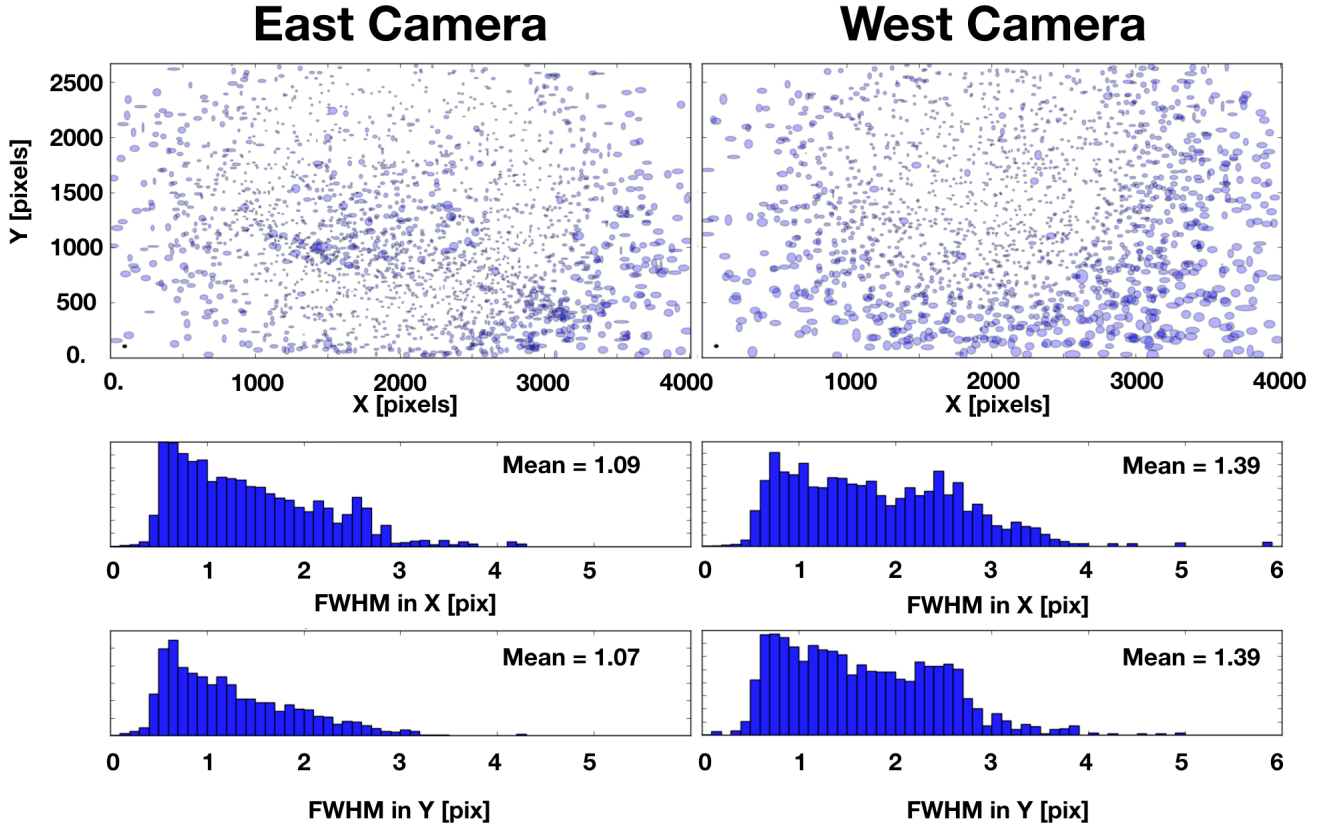 East Camera West Camera
Y [pixels]
2500
2000
1500
1000
500
0.
0. 1000 2000 3000 4000 1000 2000 3000 4000
X [pixels] X [pixels]
Mean = 1.09 Mean = 1.39
0 1 2 3 4 5 0 1 2 3 4 5 6
FWHM in X [pix] FWHM in X [pix]
Mean = 1.07 Mean = 1.39
0 1 2 3 4 5 0 1 2 3 4 5 6
FWHM in Y [pix] FWHM in Y [pix]